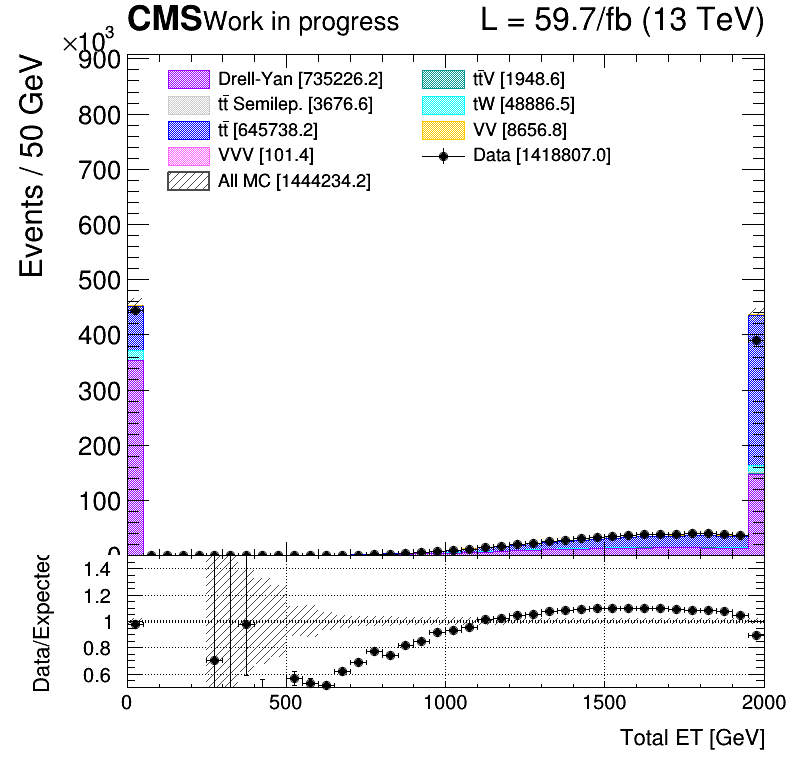 CMS Work in progress L = 59.7/fb (13 TeV)
×10³
Events / 50 GeV
900
800
700
600
500
400
300
200
100
0
Drell-Yan [735226.2]
tt̄ Semilep. [3676.6]
tt̄ [645738.2]
VVV [101.4]
All MC [1444234.2]
tt̄V [1948.6]
tW [48886.5]
VV [8656.8]
Data [1418807.0]
Data/Expected
1.4
1.2
1
0.8
0.6
0 500 1000 1500 2000
Total ET [GeV]